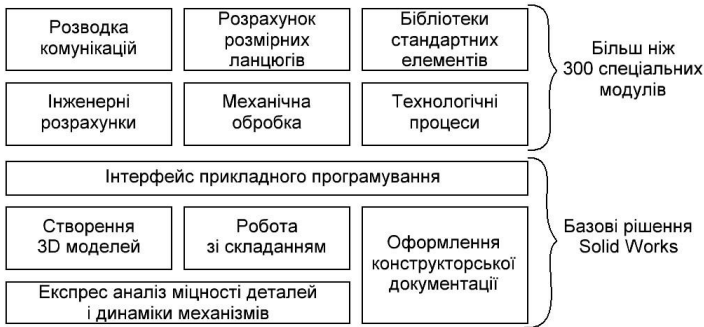 Розводка
комунікацій
Розрахунок
розмірних
ланцюгів
Бібліотеки
стандартних
елементів
Більш ніж
300 спеціальних
модулів
Інженерні
розрахунки
Механічна
обробка
Технологічні
процеси
Інтерфейс прикладного програмування
Створення
3D моделей
Робота
зі складанням
Оформлення
конструкторської
документації
Базові рішення
Solid Works
Експрес аналіз міцності деталей
і динаміки механізмів